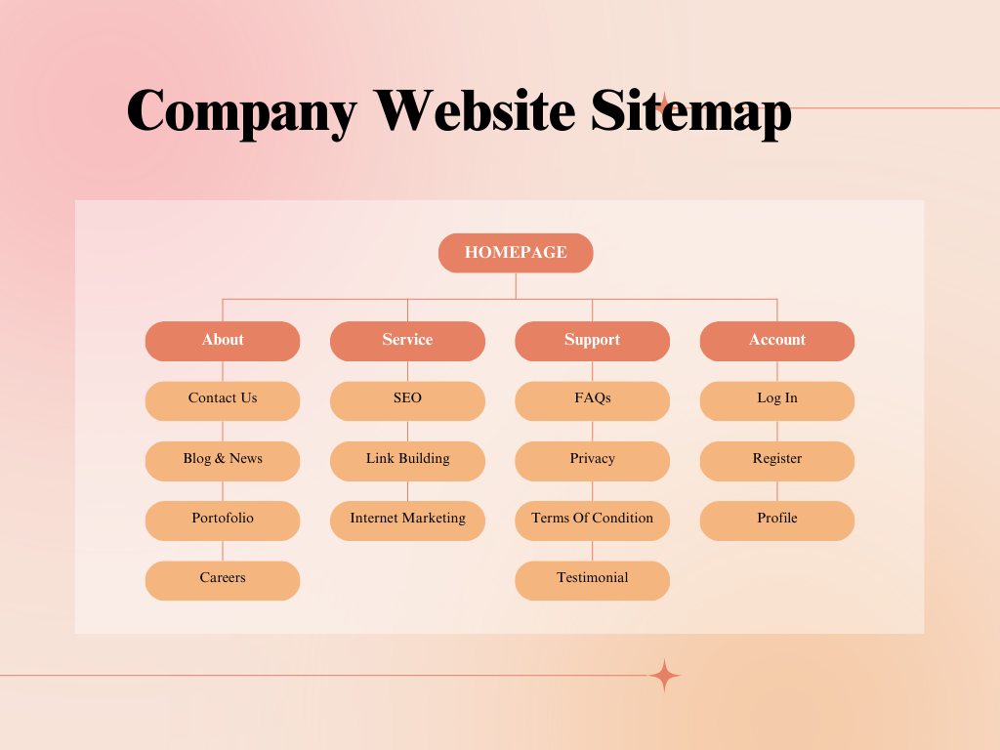 Company Website Sitemap
HOMEPAGE
About
Service
Support
Account
Contact Us
SEO
FAQs
Log In
Blog & News
Link Building
Privacy
Register
Portofolio
Internet Marketing
Terms Of Condition
Profile
Careers
Testimonial